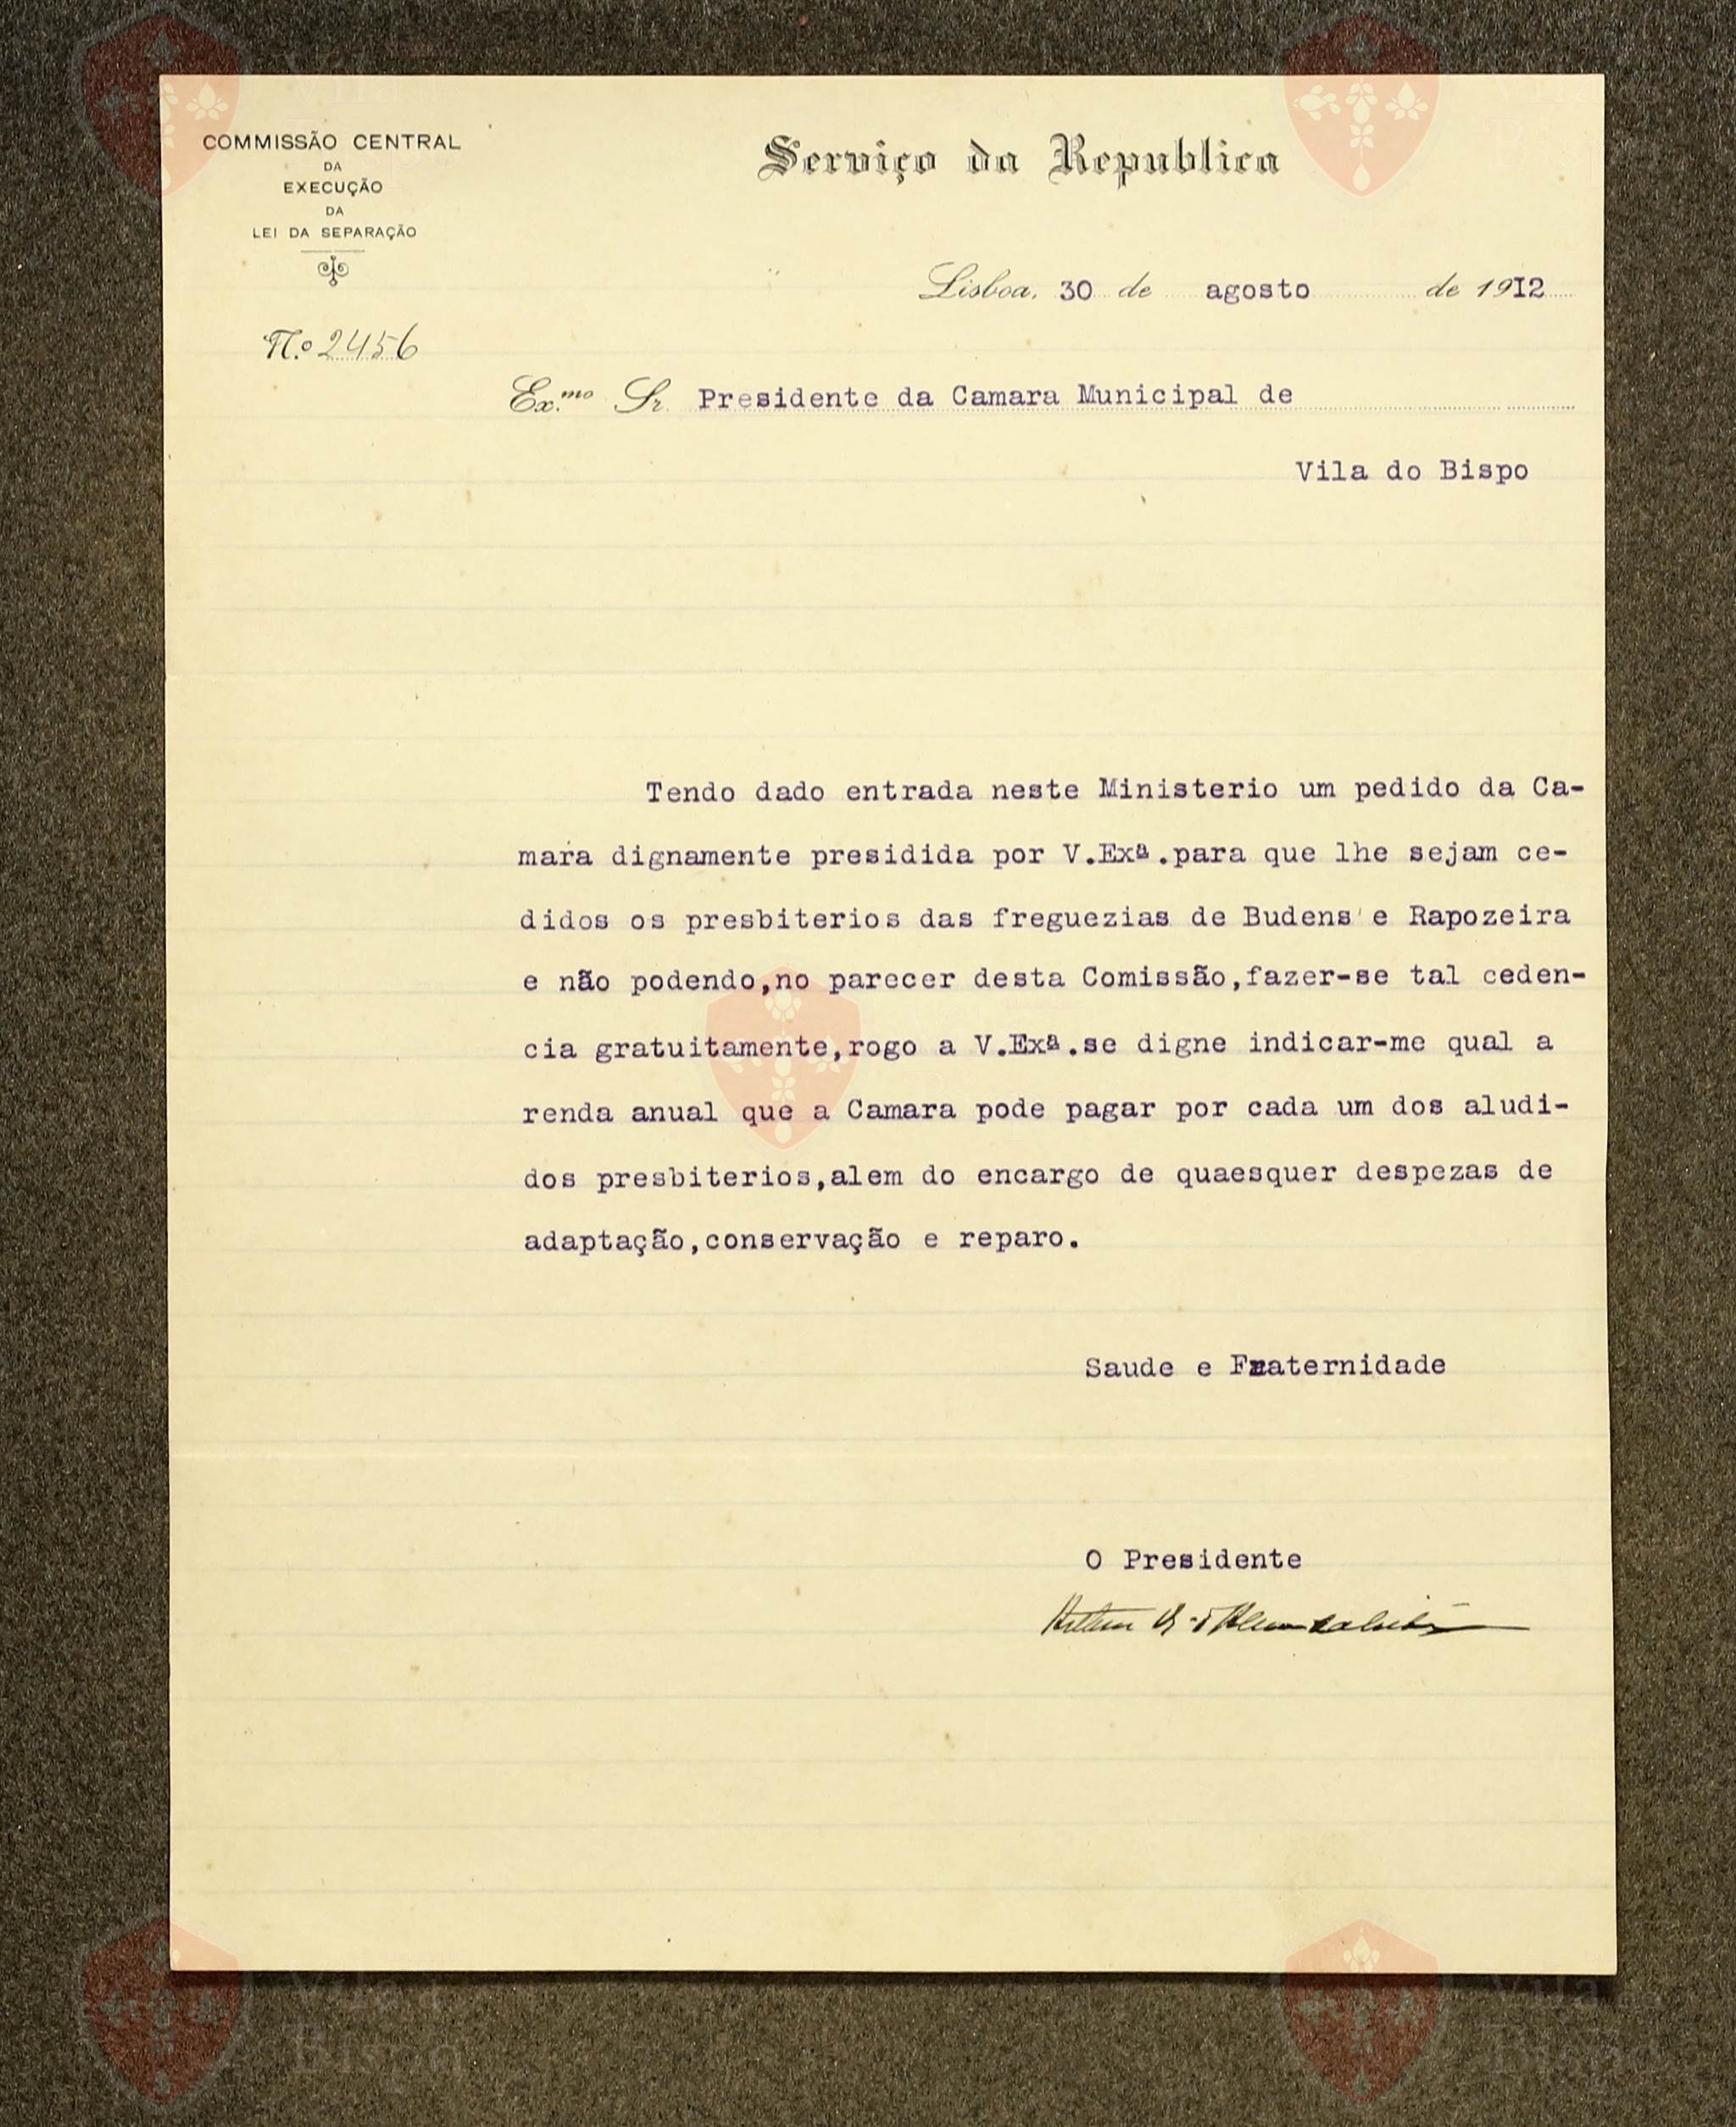 COMMISSÃO CENTRAL
DA
EXECUÇÃO
DA
LEI DA SEPARAÇÃO
N.º 2456
Serviço da Republica
Lisboa, 30 de agosto de 1912
Ex.mo Sr. Presidente da Camara Municipal de
Vila do Bispo
Tendo dado entrada neste Ministerio um pedido da Ca-
mara dignamente presidida por V.Exª.para que lhe sejam ce-
didos os presbiterios das freguezias de Budens e Rapozeira
e não podendo,no parecer desta Comissão,fazer-se tal ceden-
cia gratuitamente,rogo a V.Exª.se digne indicar-me qual a
renda anual que a Camara pode pagar por cada um dos aludi-
dos presbiterios,alem do encargo de quaesquer despezas de
adaptação,conservação e reparo.
Saude e Fraternidade
O Presidente
Vila
Bispo
Vila
Bispo